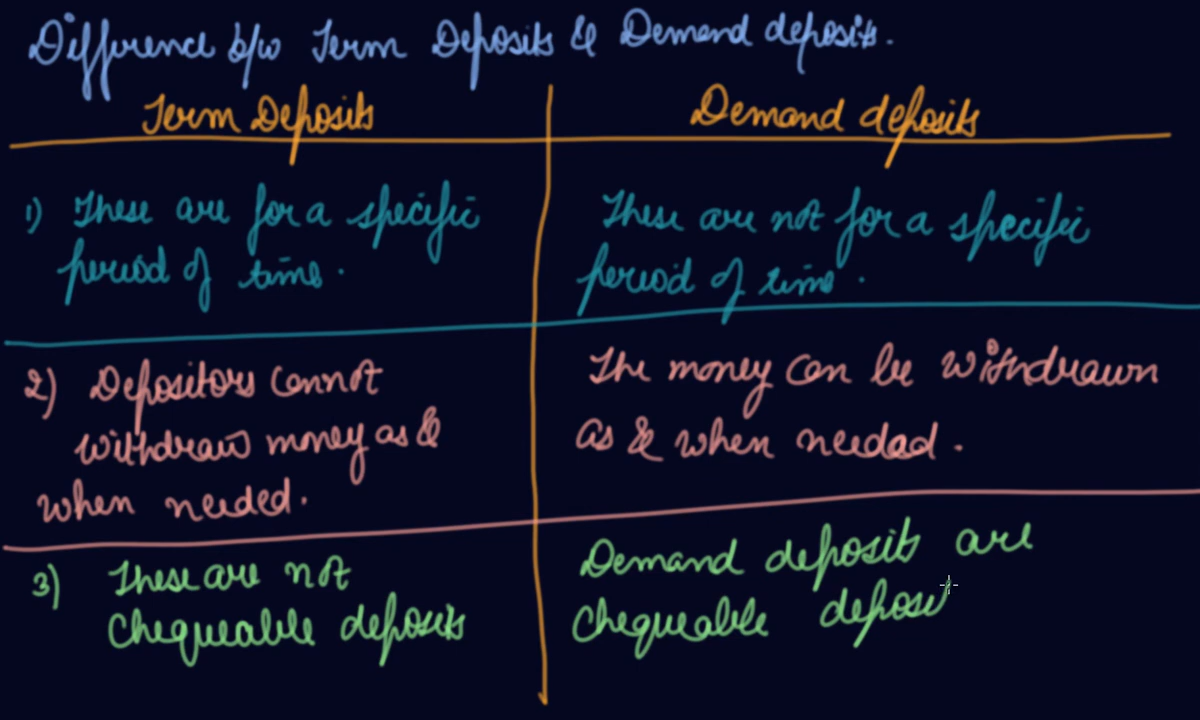 Difference b/w Term Deposits & Demand deposits.
Term Deposits
Demand deposits
1) These are for a specific
period of time.
These are not for a specific
period of time.
2) Depositors cannot
withdraw money as &
when needed.
The money can be withdrawn
as & when needed.
3) These are not
chequeable deposits
Demand deposits are
chequeable deposi